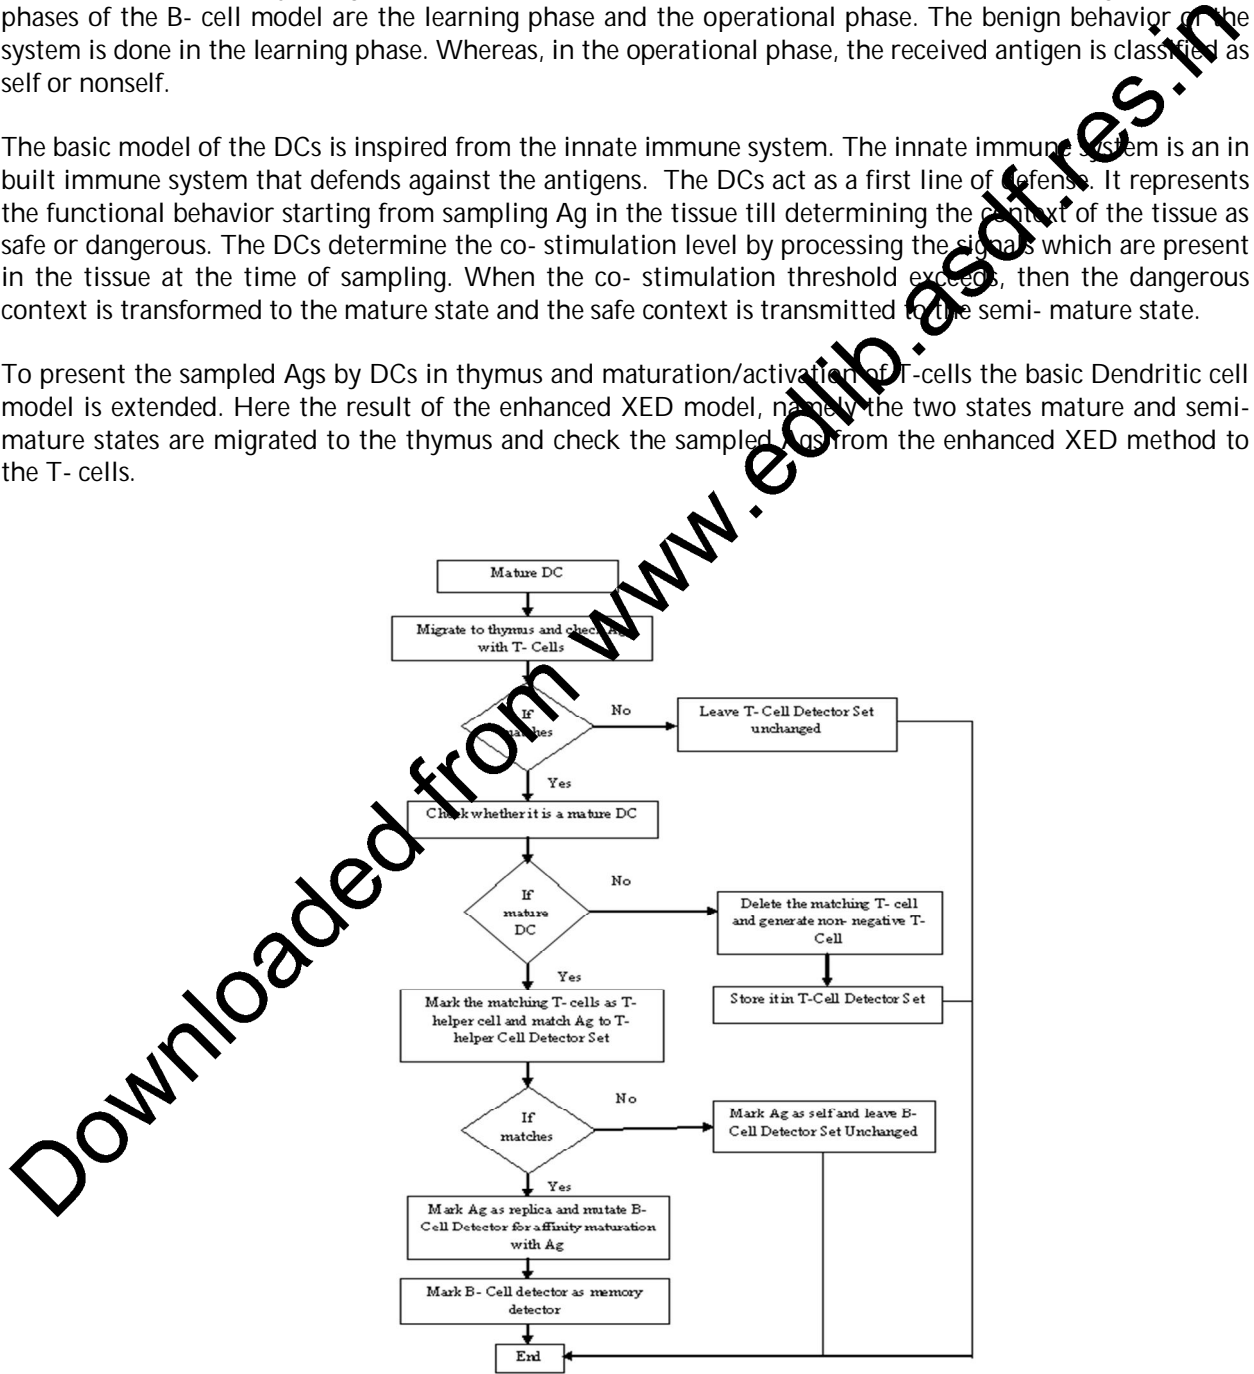 phases of the B- cell model are the learning phase and the operational phase. The benign behavior of the
system is done in the learning phase. Whereas, in the operational phase, the received antigen is classified as
self or nonself.
The basic model of the DCs is inspired from the innate immune system. The innate immune system is an in
built immune system that defends against the antigens. The DCs act as a first line of defense. It represents
the functional behavior starting from sampling Ag in the tissue till determining the context of the tissue as
safe or dangerous. The DCs determine the co- stimulation level by processing the signals which are present
in the tissue at the time of sampling. When the co- stimulation threshold exceeds, then the dangerous
context is transformed to the mature state and the safe context is transmitted to the semi- mature state.
To present the sampled Ags by DCs in thymus and maturation/activation of T-cells the basic Dendritic cell
model is extended. Here the result of the enhanced XED model, namely the two states mature and semi-
mature states are migrated to the thymus and check the sampled Ags from the enhanced XED method to
the T- cells.
Mature DC
Migrate to thymus and check Ag
with T- Cells
If
matches
No
Leave T- Cell Detector Set
unchanged
Yes
Check whether it is a mature DC
If
mature
DC
No
Delete the matching T- cell
and generate non- negative T-
Cell
Store it in T-Cell Detector Set
Yes
Mark the matching T- cells as T-
helper cell and match Ag to T-
helper Cell Detector Set
If
matches
No
Mark Ag as self and leave B-
Cell Detector Set Unchanged
Yes
Mark Ag as replica and mutate B-
Cell Detector for affinity maturation
with Ag
Mark B- Cell detector as memory
detector
End
Downloaded from www.edlib.asdf.res.in